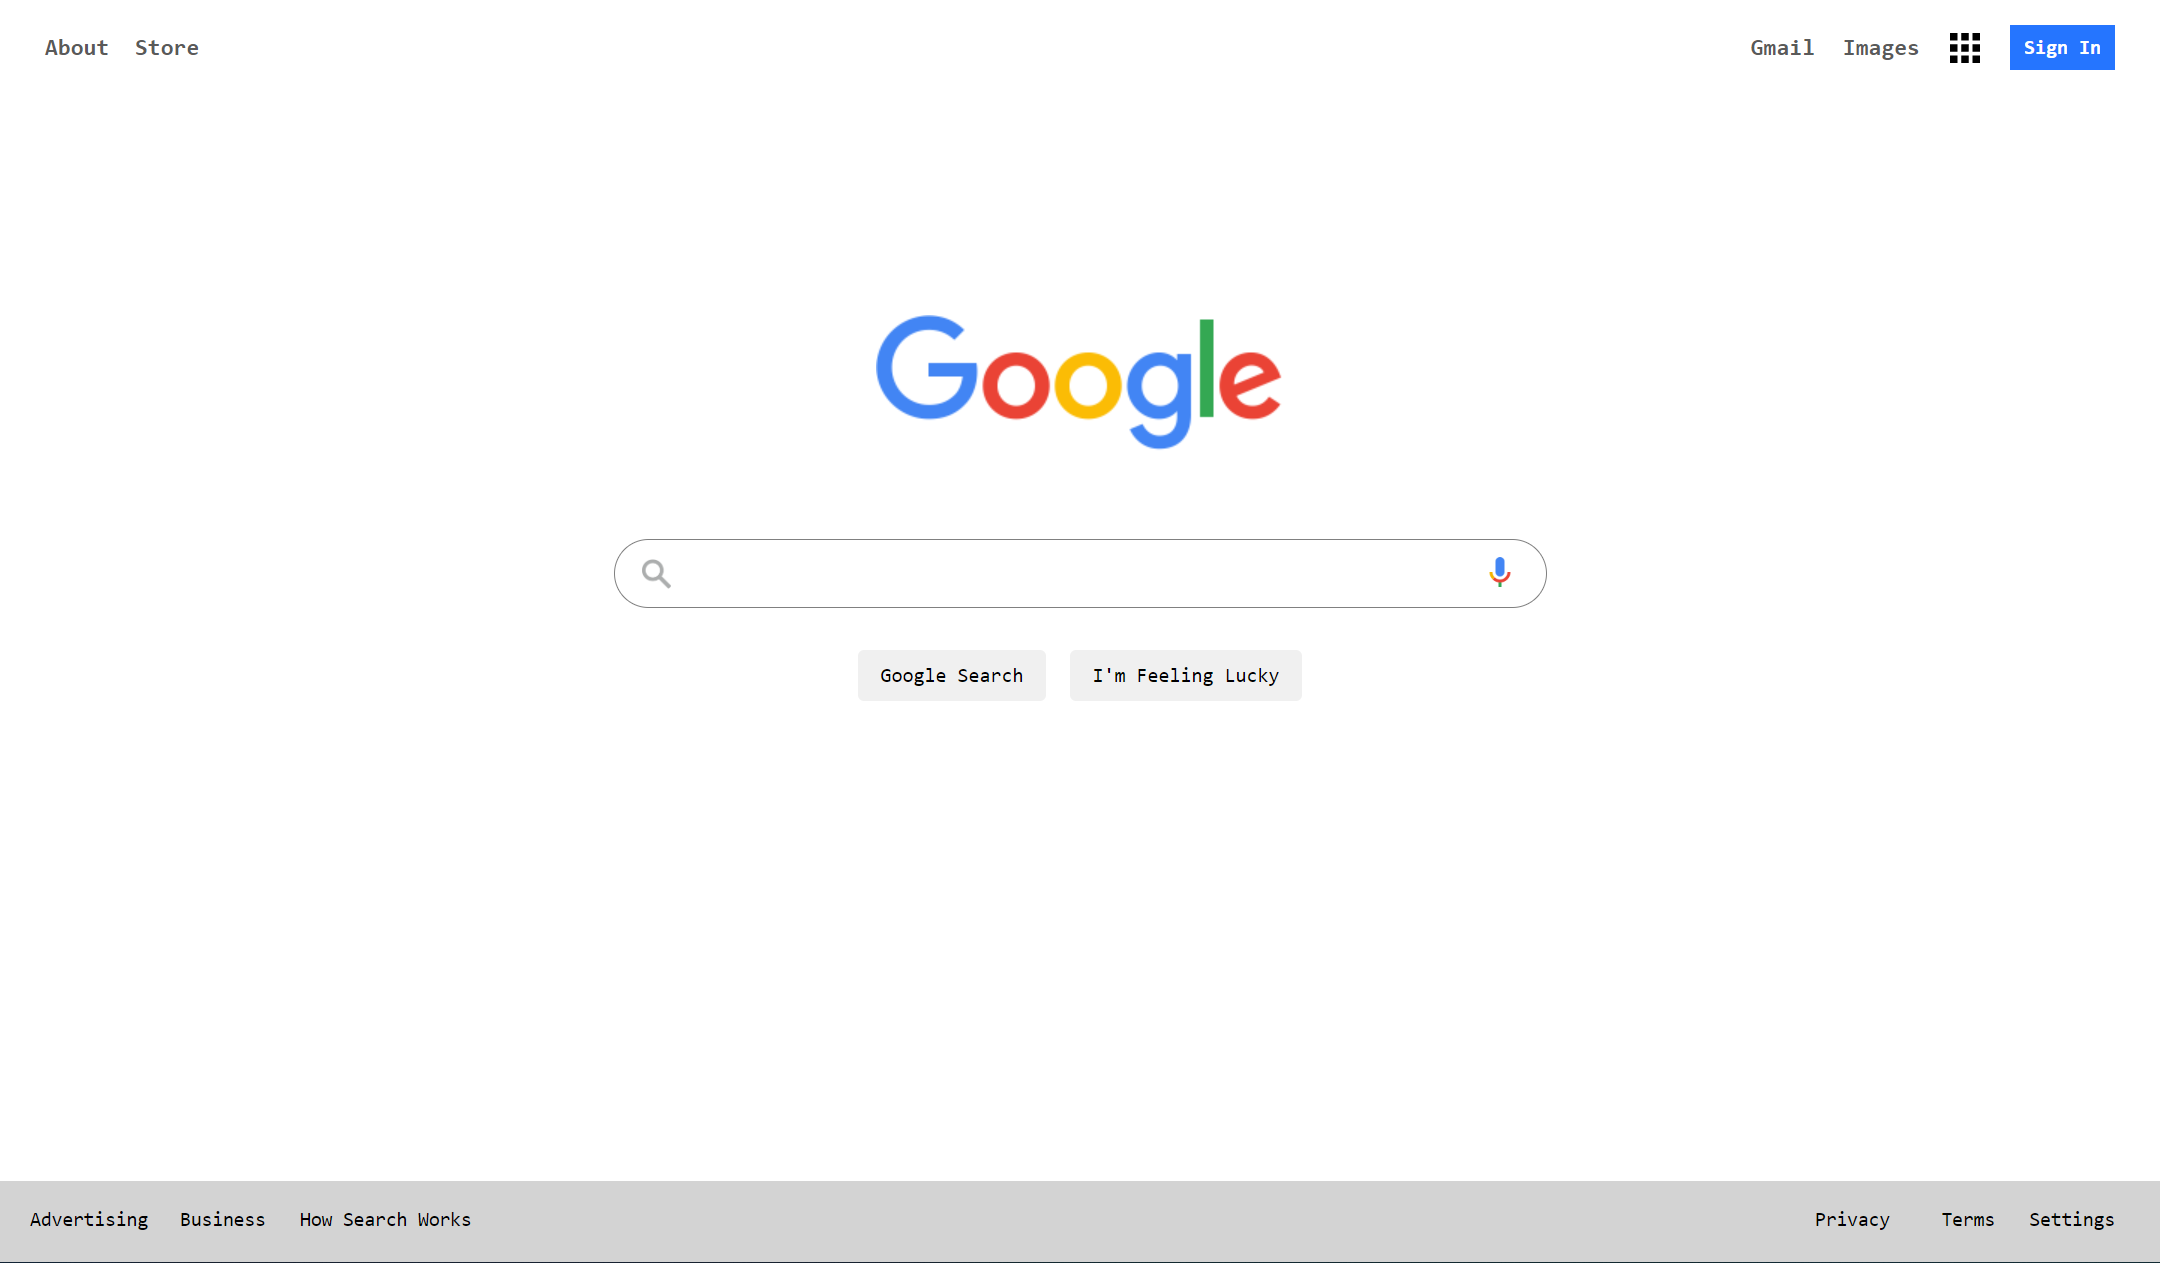 About Store Gmail Images Sign In
Google
Google Search I'm Feeling Lucky
Advertising Business How Search Works Privacy Terms Settings